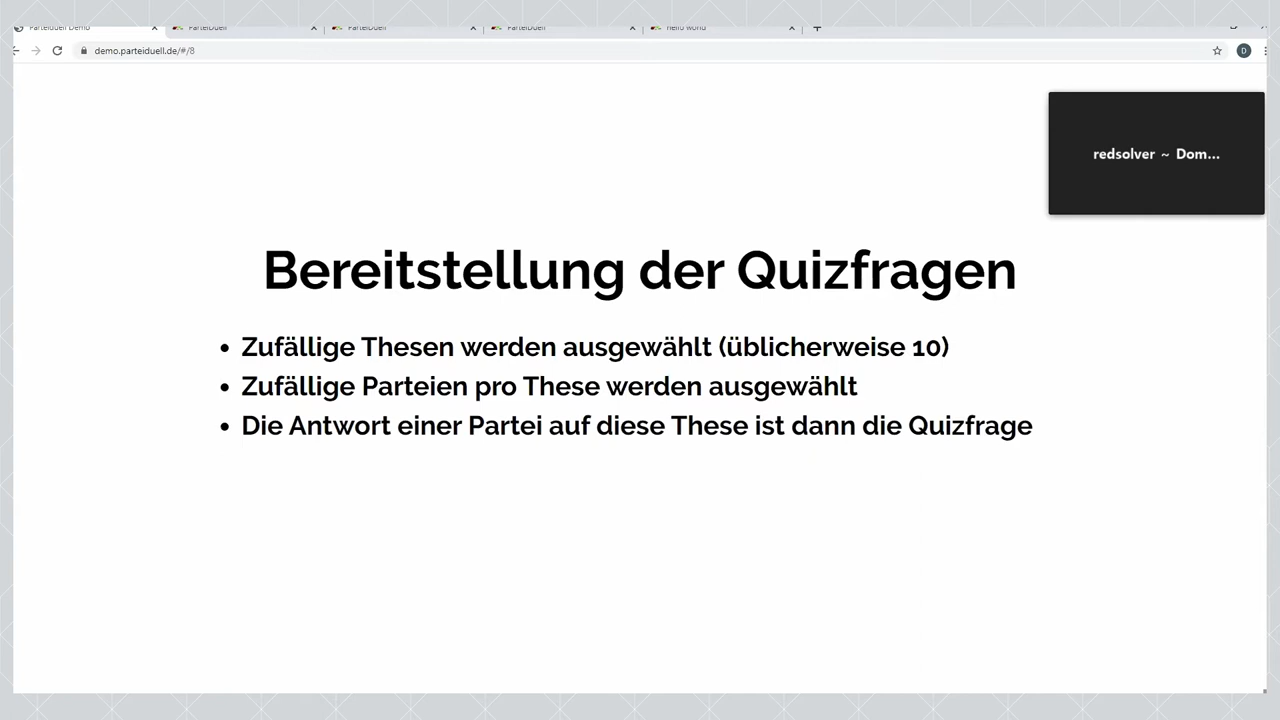 Parteiduell Demo
ParteiDuell
ParteiDuell
ParteiDuell
Hello world
demo.parteiduell.de/#/8
D
redsolver ~ Dom...
Bereitstellung der Quizfragen
• Zufällige Thesen werden ausgewählt (üblicherweise 10)
• Zufällige Parteien pro These werden ausgewählt
• Die Antwort einer Partei auf diese These ist dann die Quizfrage